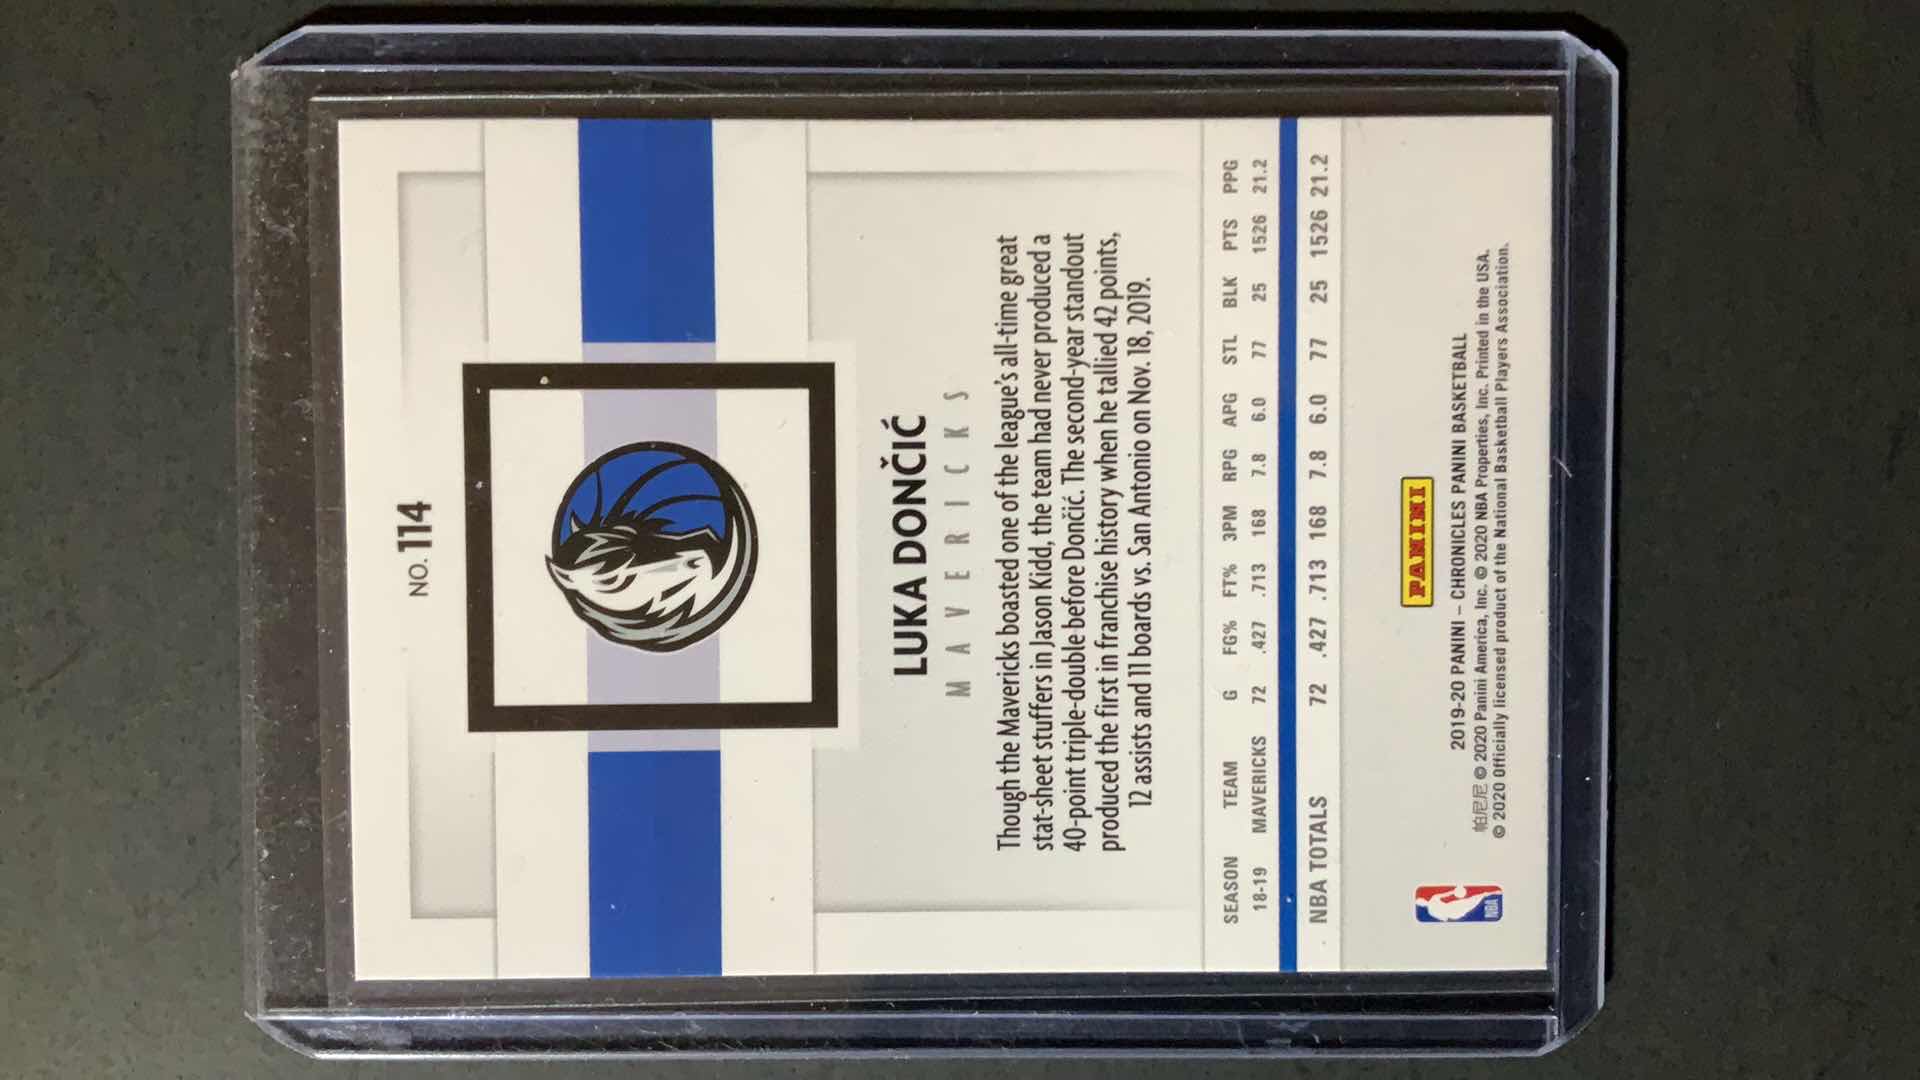 NO. 114
LUKA DONČIĆ
MAVERICKS
Though the Mavericks boasted one of the league's all-time great
stat-sheet stuffers in Jason Kidd, the team had never produced a
40-point triple-double before Dončić. The second-year standout
produced the first in franchise history when he tallied 42 points,
12 assists and 11 boards vs. San Antonio on Nov. 18, 2019.
SEASON TEAM G FG% FT% 3PM RPG APG STL BLK PTS PPG
18-19 MAVERICKS 72 .427 .713 168 7.8 6.0 77 25 1526 21.2
NBA TOTALS 72 .427 .713 168 7.8 6.0 77 25 1526 21.2
PANINI
2019-20 PANINI – CHRONICLES PANINI BASKETBALL
帕尼尼 © 2020 Panini America, Inc. © 2020 NBA Properties, Inc. Printed in the USA.
© 2020 Officially licensed product of the National Basketball Players Association.
NBA